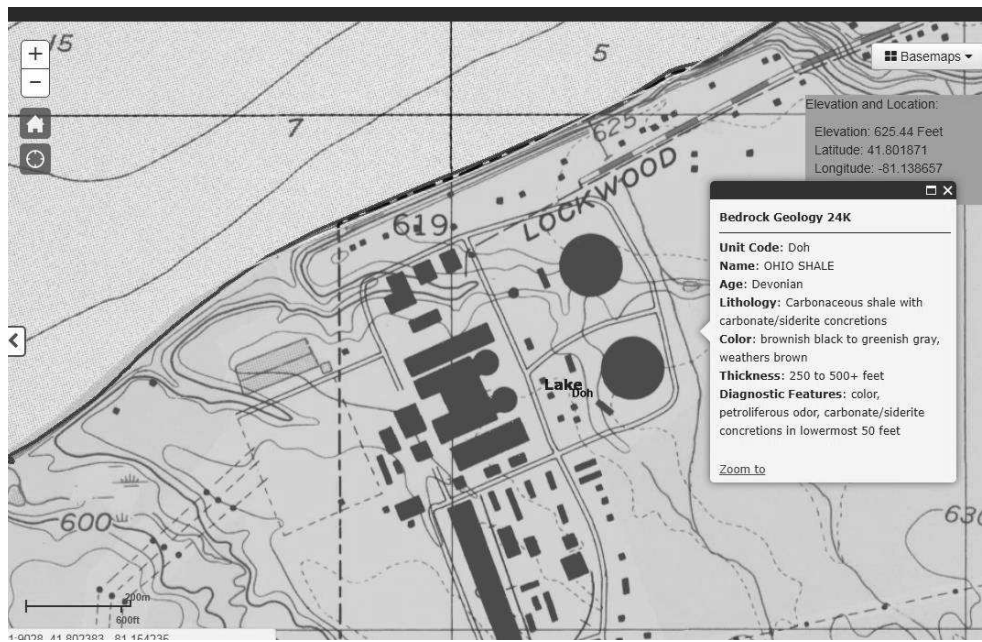 15
5
7
+
−
Basemaps
Elevation and Location:
Elevation: 625.44 Feet
Latitude: 41.801871
Longitude: -81.138657
625
LOCKWOOD
619
Bedrock Geology 24K
Unit Code: Doh
Name: OHIO SHALE
Age: Devonian
Lithology: Carbonaceous shale with
carbonate/siderite concretions
Color: brownish black to greenish gray,
weathers brown
Thickness: 250 to 500+ feet
Diagnostic Features: color,
petroliferous odor, carbonate/siderite
concretions in lowermost 50 feet
Zoom to
Lake
Doh
600
630
200m
600ft
1:9028 41.802383 -81.164235